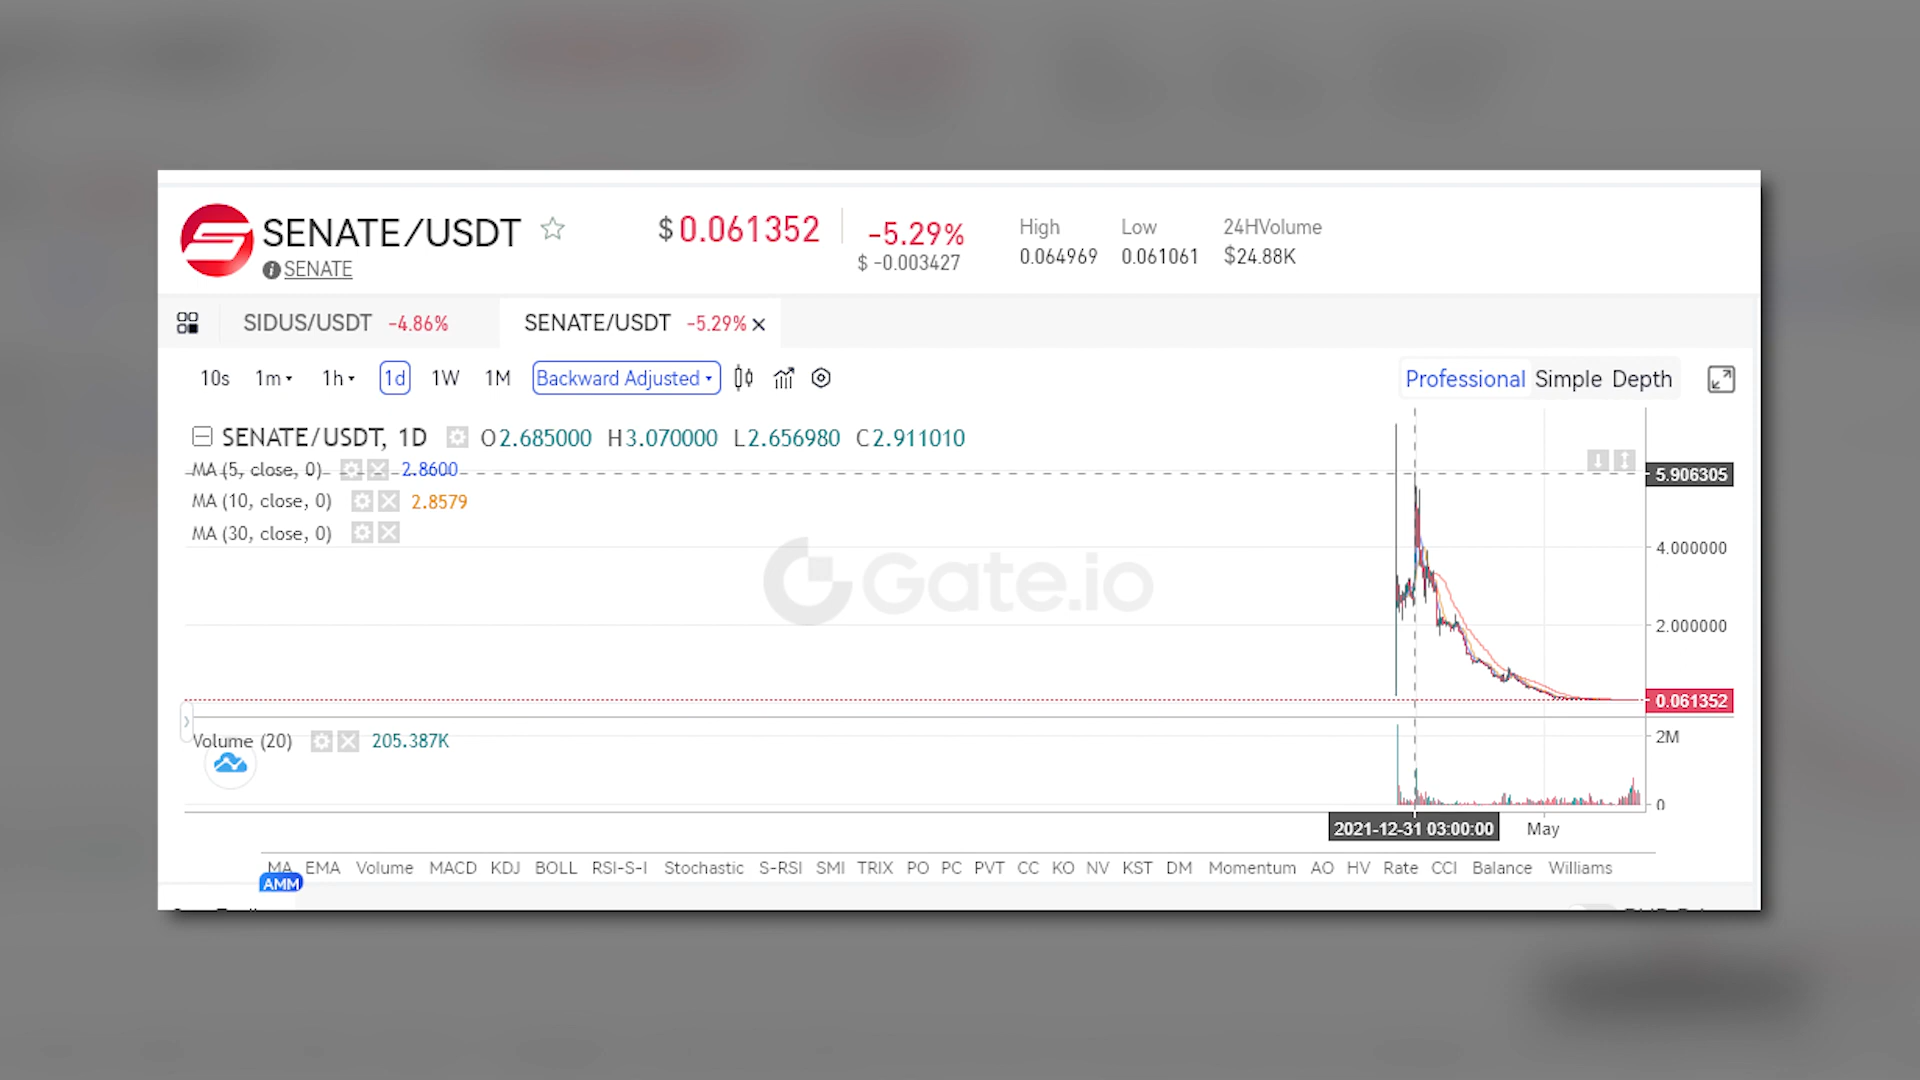 SENATE/USDT $0.061352 -5.29% High Low 24HVolume
SENATE $ -0.003427 0.064969 0.061061 $24.88K
SIDUS/USDT -4.86% SENATE/USDT -5.29%
10s 1m 1h 1d 1W 1M Backward Adjusted Professional Simple Depth
SENATE/USDT, 1D O2.685000 H3.070000 L2.656980 C2.911010
MA (5, close, 0) 2.8600
5.906305
MA (10, close, 0) 2.8579
MA (30, close, 0)
4.000000
Gate.io
2.000000
0.061352
Volume (20) 205.387K
2M
0
2021-12-31 03:00:00 May
MA EMA Volume MACD KDJ BOLL RSI-S-I Stochastic S-RSI SMI TRIX PO PC PVT CC KO NV KST DM Momentum AO HV Rate CCI Balance Williams
AMM